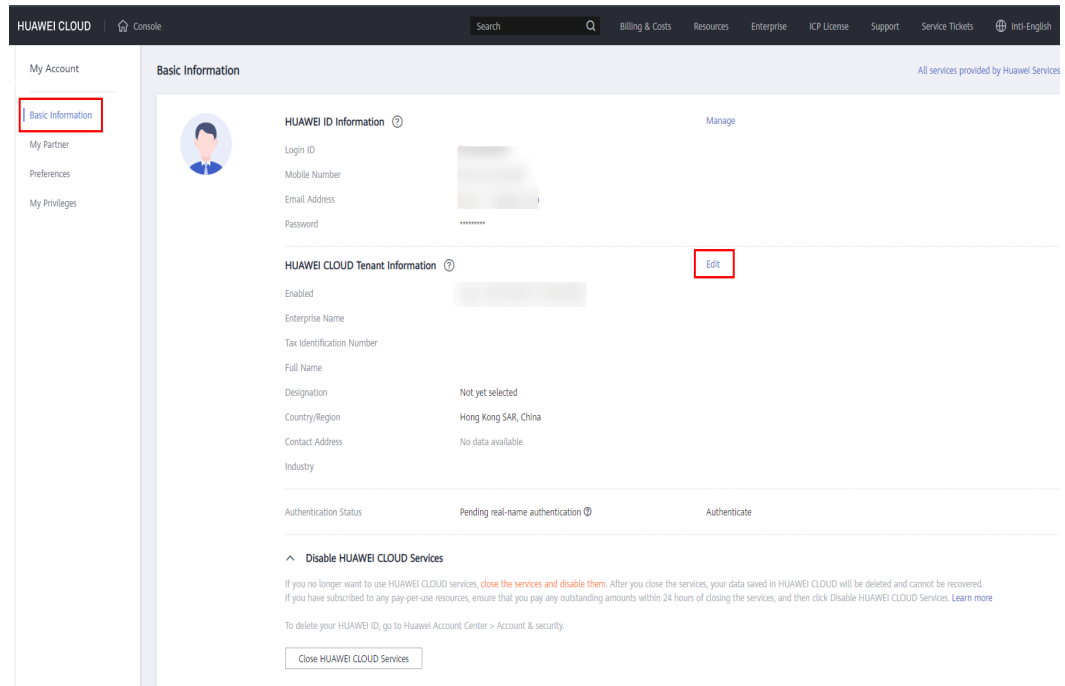 HUAWEI CLOUD Console Search Billing & Costs Resources Enterprise ICP License Support Service Tickets Intl-English
My Account
Basic Information
My Partner
Preferences
My Privileges
Basic Information All services provided by Huawei Services
HUAWEI ID Information ? Manage
Login ID
Mobile Number
Email Address
Password *********
HUAWEI CLOUD Tenant Information ? Edit
Enabled
Enterprise Name
Tax Identification Number
Full Name
Designation Not yet selected
Country/Region Hong Kong SAR, China
Contact Address No data available.
Industry
Authentication Status Pending real-name authentication ? Authenticate
Disable HUAWEI CLOUD Services
If you no longer want to use HUAWEI CLOUD services, close the services and disable them. After you close the services, your data saved in HUAWEI CLOUD will be deleted and cannot be recovered.
If you have subscribed to any pay-per-use resources, ensure that you pay any outstanding amounts within 24 hours of closing the services, and then click Disable HUAWEI CLOUD Services. Learn more
To delete your HUAWEI ID, go to Huawei Account Center > Account & security.
Close HUAWEI CLOUD Services